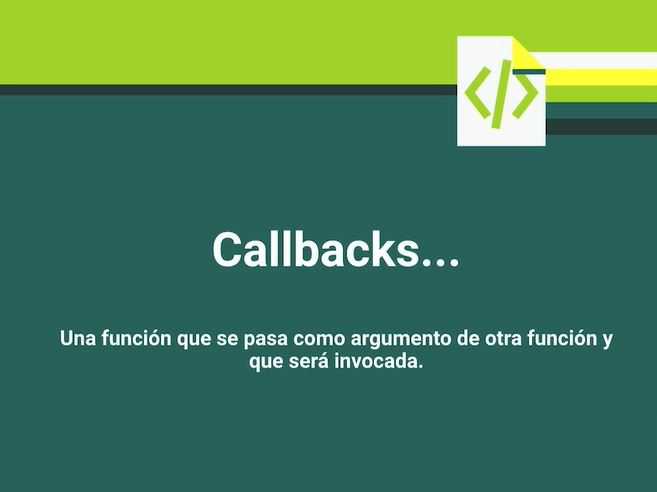 </>
Callbacks...
Una función que se pasa como argumento de otra función y
que será invocada.